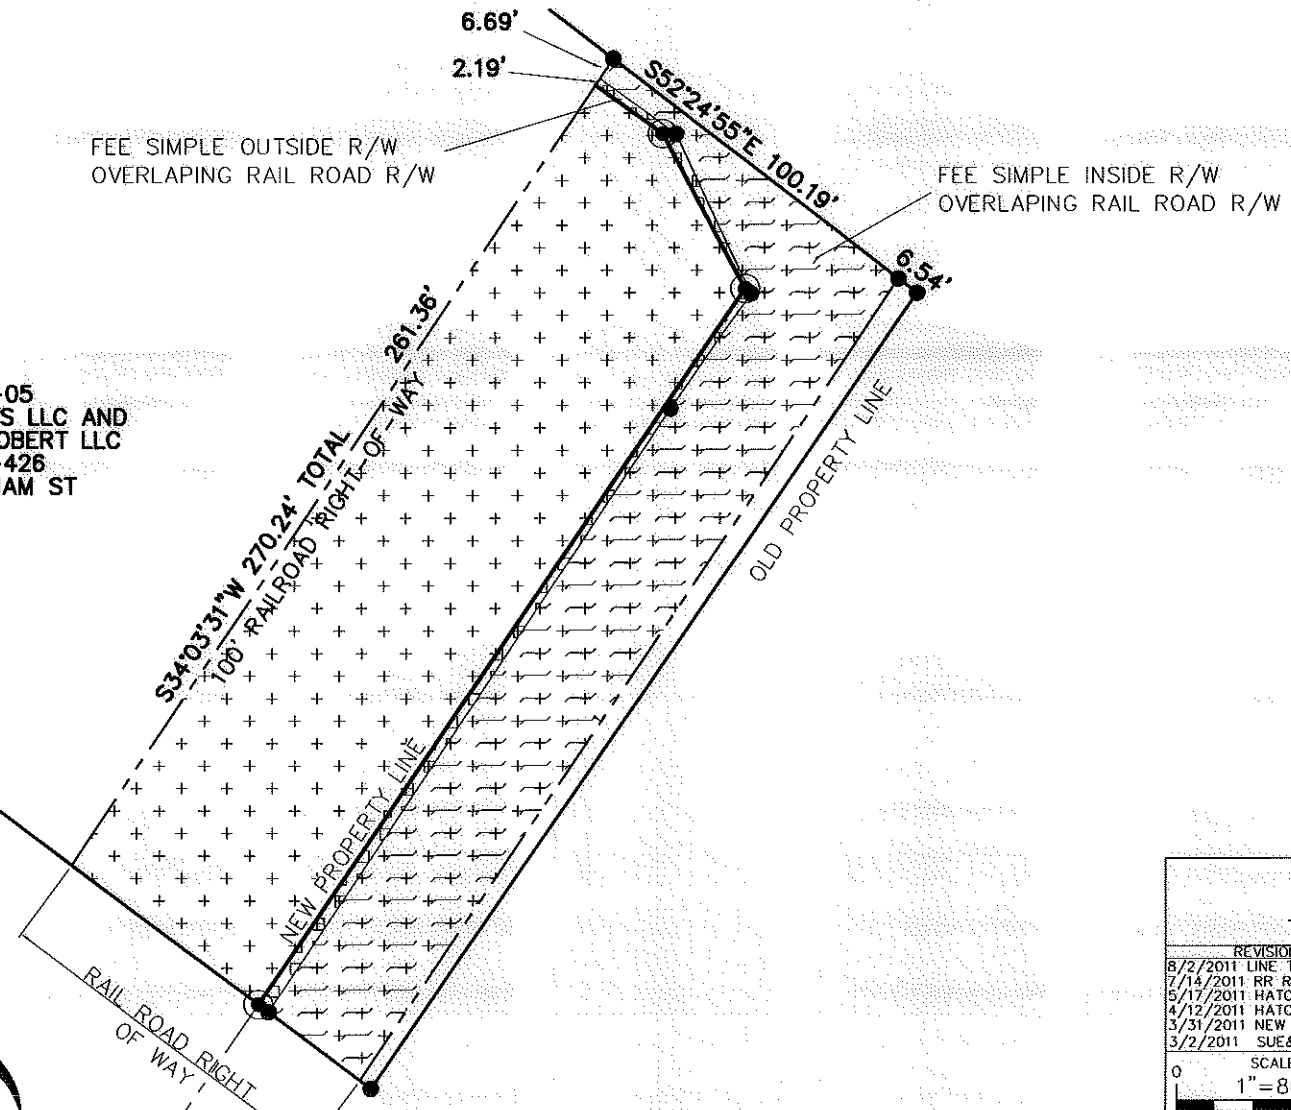 6.69'
2.19'
S52°24'55"E 100.19'
FEE SIMPLE OUTSIDE R/W
OVERLAPING RAIL ROAD R/W
FEE SIMPLE INSIDE R/W
OVERLAPING RAIL ROAD R/W
6.54'
261.36'
-05
S LLC AND
OBERT LLC
-426
AM ST
S34°03'31"W 270.24' TOTAL
100' RAILROAD RIGHT-OF-WAY
OLD PROPERTY LINE
NEW PROPERTY LINE
RAIL ROAD RIGHT
OF WAY
REVISION
8/2/2011 LINE T
7/14/2011 RR R
5/17/2011 HATC
4/12/2011 HATC
3/31/2011 NEW
3/2/2011 SUE&
SCALE
0
1"=8